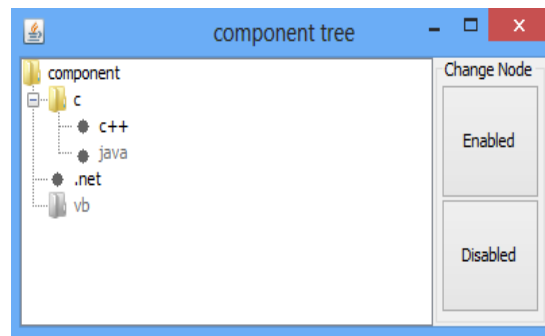 component tree
component
c
c++
java
.net
vb
Change Node
Enabled
Disabled